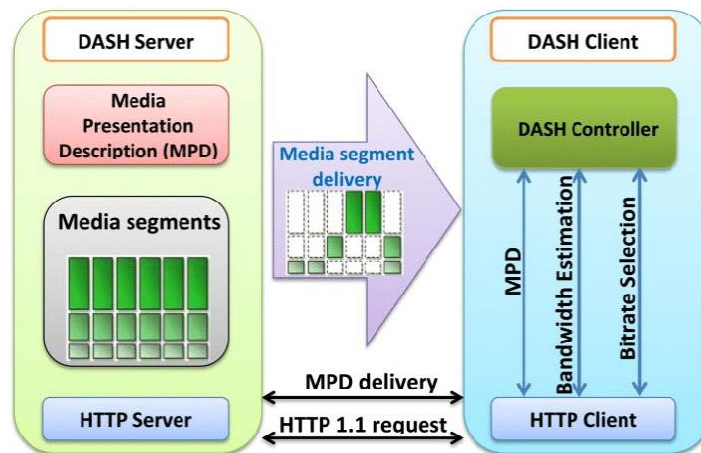 DASH Server
Media
Presentation
Description (MPD)
Media segments
HTTP Server
Media segment
delivery
MPD delivery
HTTP 1.1 request
DASH Client
DASH Controller
MPD
Bandwidth Estimation
Bitrate Selection
HTTP Client